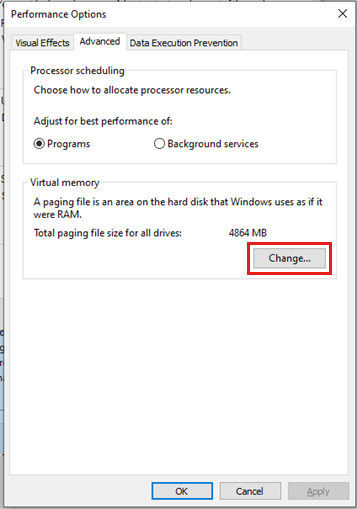 Performance Options
Visual Effects Advanced Data Execution Prevention
Processor scheduling
Choose how to allocate processor resources.
Adjust for best performance of:
Programs Background services
Virtual memory
A paging file is an area on the hard disk that Windows uses as if it
were RAM.
Total paging file size for all drives: 4864 MB
Change...
OK Cancel Apply